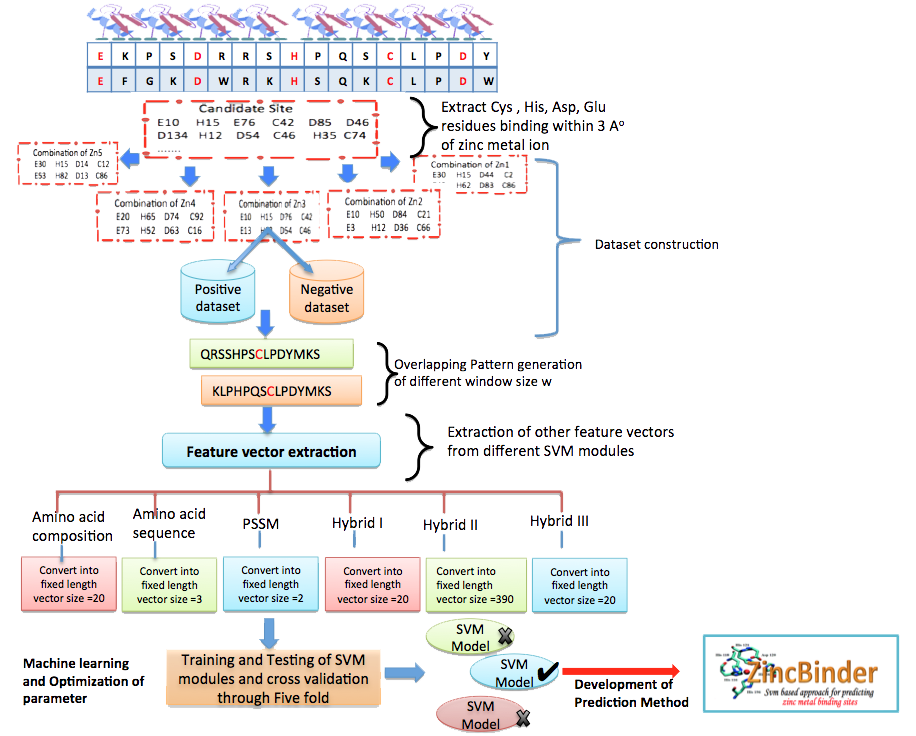 E K P S D R R S H P Q S C L P D Y
E F G K D W R K H S Q K C L P D W
Candidate Site
E10 H15 E76 C42 D85 D46
D134 H12 D54 C46 H35 C74
.......
Extract Cys , His, Asp, Glu
residues binding within 3 Aº
of zinc metal ion
Combination of Zn5
E30 H15 D14 C12
E53 H82 D13 C86
Combination of Zn1
E30 H15 D44 C2
H62 D83 C86
Combination of Zn4
E20 H65 D74 C92
E73 H52 D63 C16
Combination of Zn3
E10 H15 D76 C42
E13 D54 C46
Combination of Zn2
E10 H50 D84 C21
E3 H12 D36 C66
Dataset construction
Positive
dataset
Negative
dataset
QRSSHPSCLPDYMKS
KLPHPQSCLPDYMKS
Overlapping Pattern generation
of different window size w
Feature vector extraction
Extraction of other feature vectors
from different SVM modules
Amino acid
composition
Amino acid
sequence
PSSM
Hybrid I
Hybrid II
Hybrid III
Convert into
fixed length
vector size =20
Convert into
fixed length
vector size =3
Convert into
fixed length
vector size =2
Convert into
fixed length
vector size =20
Convert into
fixed length
vector size =390
Convert into
fixed length
vector size =20
Machine learning
and Optimization of
parameter
Training and Testing of SVM
modules and cross validation
through Five fold
SVM
Model
SVM
Model
SVM
Model
Development of
Prediction Method
ZincBinder
Svm based approach for predicting
zinc metal binding sites